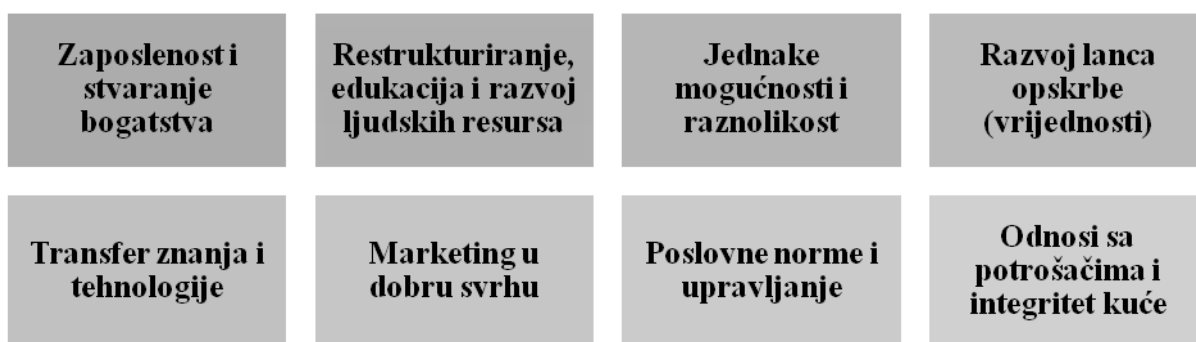 Zaposlenost i
stvaranje
bogatstva
Restrukturiranje,
edukacija i razvoj
ljudskih resursa
Jednake
mogućnosti i
raznolikost
Razvoj lanca
opskrbe
(vrijednosti)
Transfer znanja i
tehnologije
Marketing u
dobru svrhu
Poslovne norme i
upravljanje
Odnosi sa
potrošačima i
integritet kuće